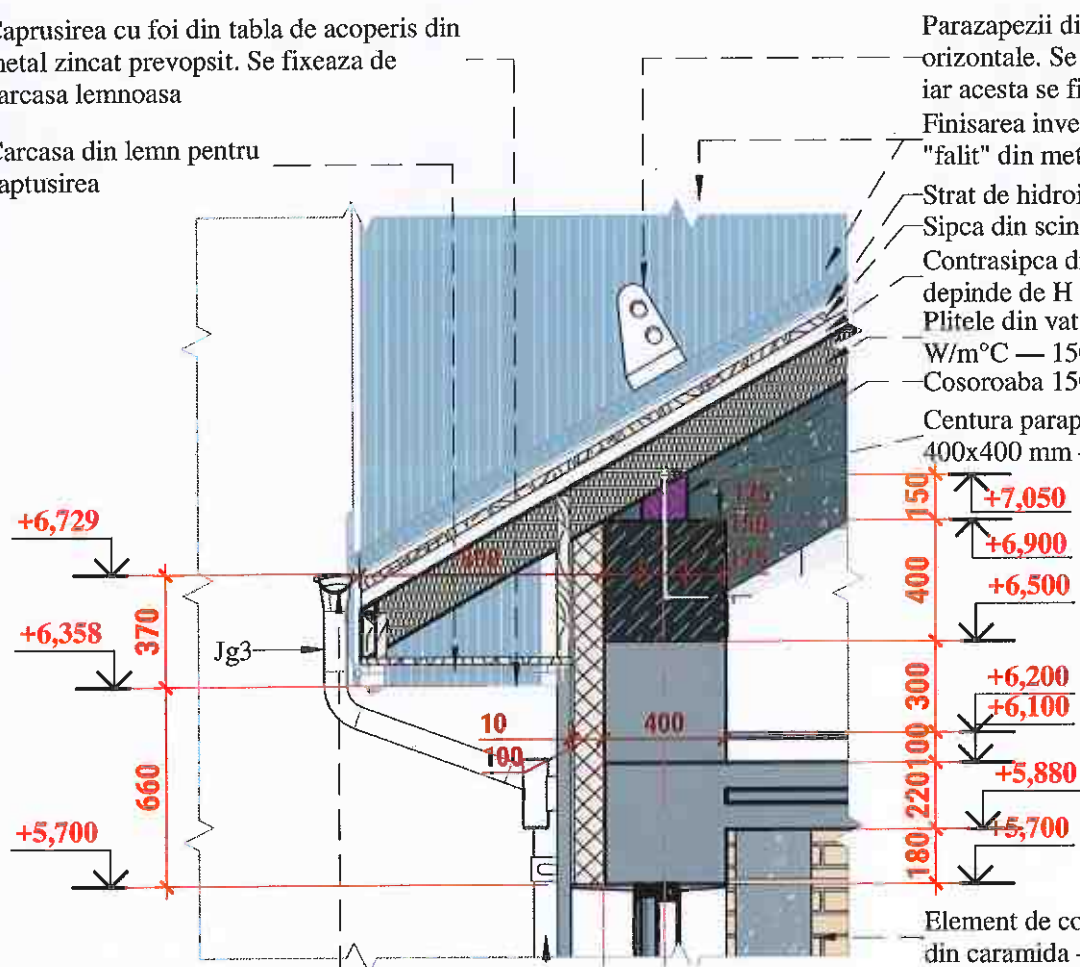 Caprusirea cu foi din tabla de acoperis din
metal zincat prevopsit. Se fixeaza de
carcasa lemnoasa
Carcasa din lemn pentru
captusirea
Parazapezii di
orizontale. Se
iar acesta se fi
Finisarea inve
"falit" din met
Strat de hidroi
Sipca din scin
Contrasipca di
depinde de H
Plitele din vat
W/m°C — 150
Cosoroaba 150
Centura parap
400x400 mm -
150
+7,050
+6,900
+6,729
400
+6,500
370
+6,358
Jg3
300
+6,200
+6,100
10
400
100
100
660
220
+5,880
+5,700
+5,700
180
Element de co
din caramida -